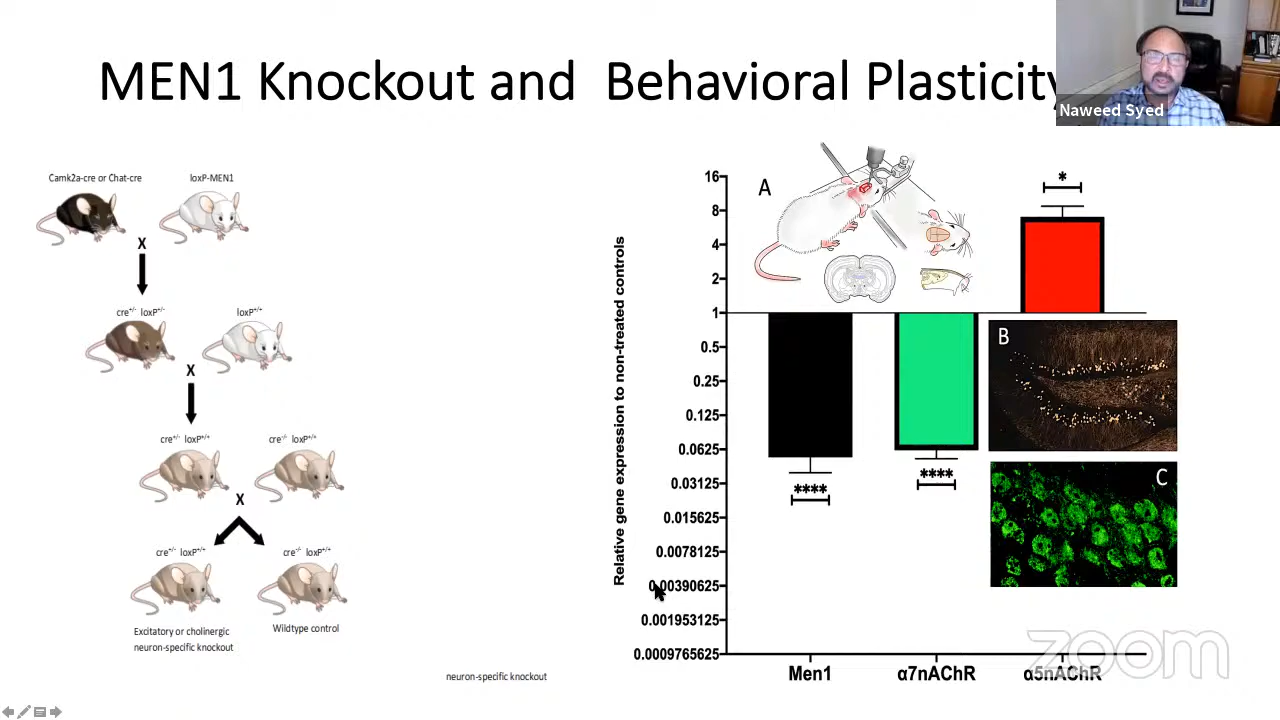 MEN1 Knockout and Behavioral Plasticity
Naweed Syed
Camk2a-cre or Chat-cre
loxP-MEN1
X
cre+/- loxP+/-
loxP+/+
X
cre+/- loxP+/+
cre-/- loxP+/+
X
cre+/- loxP+/+
cre-/- loxP+/+
Excitatory or cholinergic
neuron-specific knockout
Wildtype control
neuron-specific knockout
Relative gene expression to non-treated controls
16
8
4
2
1
0.5
0.25
0.125
0.0625
0.03125
0.015625
0.0078125
0.00390625
0.001953125
0.0009765625
A
*
B
****
****
C
Men1
α7nAChR
α5nAChR
zoom